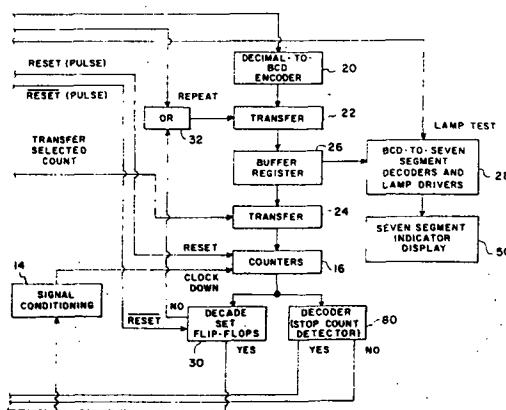 RESET (PULSE)
RESET (PULSE)
TRANSFER
SELECTED
COUNT
DECIMAL-TO-
BCD
ENCODER
20
REPEAT
OR
32
TRANSFER
22
LAMP TEST
BUFFER
REGISTER
26
BCD-TO-SEVEN
SEGMENT
DECODERS AND
LAMP DRIVERS
28
TRANSFER
24
SEVEN SEGMENT
INDICATOR
DISPLAY
50
RESET
COUNTERS
16
CLOCK
DOWN
14
SIGNAL
CONDITIONING
NO
RESET
DECADE
SET
FLIP-FLOPS
30
YES
DECODER
(STOP COUNT
DETECTOR)
80
YES
NO